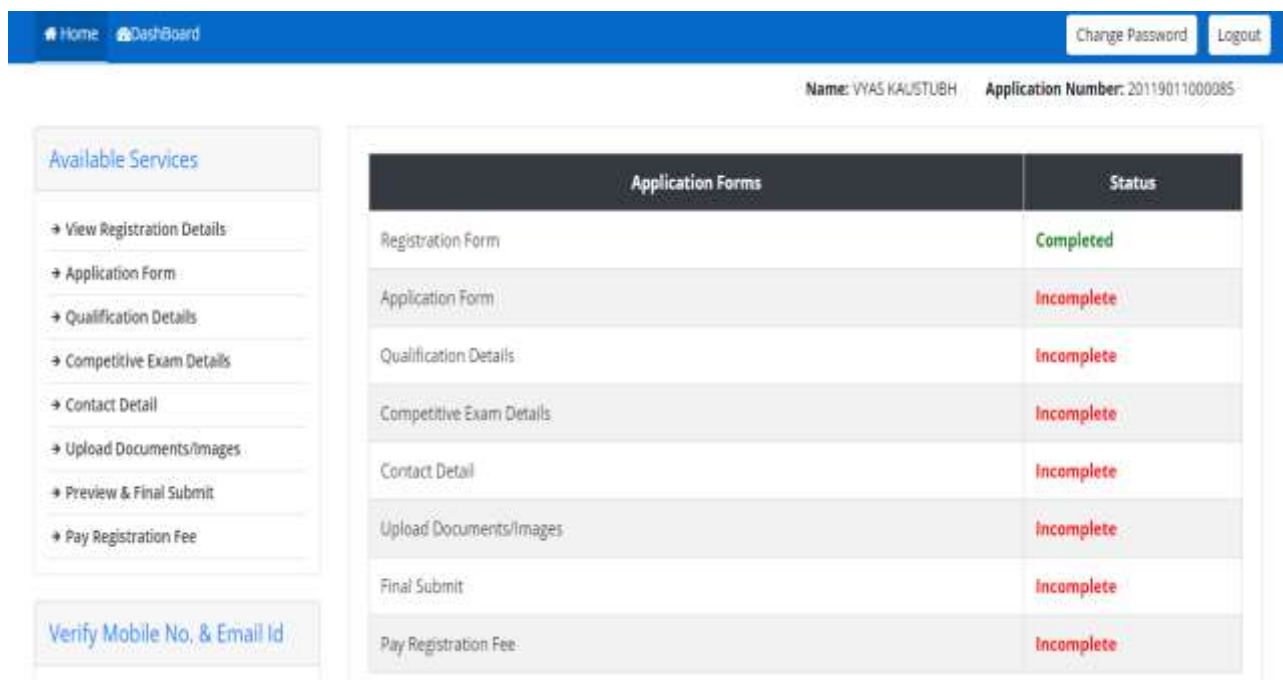 Home DashBoard Change Password Logout
Name: VYAS KAUSTUBH Application Number: 20119011000085
Available Services
→ View Registration Details
→ Application Form
→ Qualification Details
→ Competitive Exam Details
→ Contact Detail
→ Upload Documents/Images
→ Preview & Final Submit
→ Pay Registration Fee
Verify Mobile No. & Email Id
Application Forms Status
Registration Form Completed
Application Form Incomplete
Qualification Details Incomplete
Competitive Exam Details Incomplete
Contact Detail Incomplete
Upload Documents/Images Incomplete
Final Submit Incomplete
Pay Registration Fee Incomplete